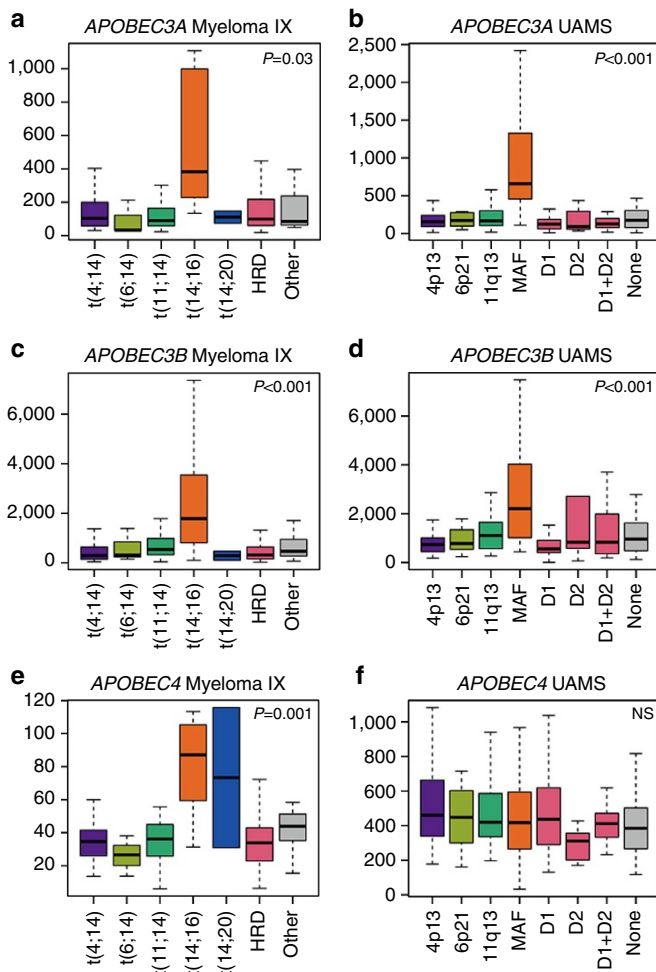 a
APOBEC3A Myeloma IX
P=0.03
1,000
800
600
400
200
0
t(4;14)
t(6;14)
t(11;14)
t(14;16)
t(14;20)
HRD
Other
b
APOBEC3A UAMS
P<0.001
2,500
2,000
1,500
1,000
500
0
4p13
6p21
11q13
MAF
D1
D2
D1+D2
None
c
APOBEC3B Myeloma IX
P<0.001
6,000
4,000
2,000
0
t(4;14)
t(6;14)
t(11;14)
t(14;16)
t(14;20)
HRD
Other
d
APOBEC3B UAMS
P<0.001
6,000
4,000
2,000
0
4p13
6p21
11q13
MAF
D1
D2
D1+D2
None
e
APOBEC4 Myeloma IX
P=0.001
120
100
80
60
40
20
t(4;14)
t(6;14)
t(11;14)
t(14;16)
t(14;20)
HRD
Other
f
APOBEC4 UAMS
NS
1,000
800
600
400
200
0
4p13
6p21
11q13
MAF
D1
D2
D1+D2
None